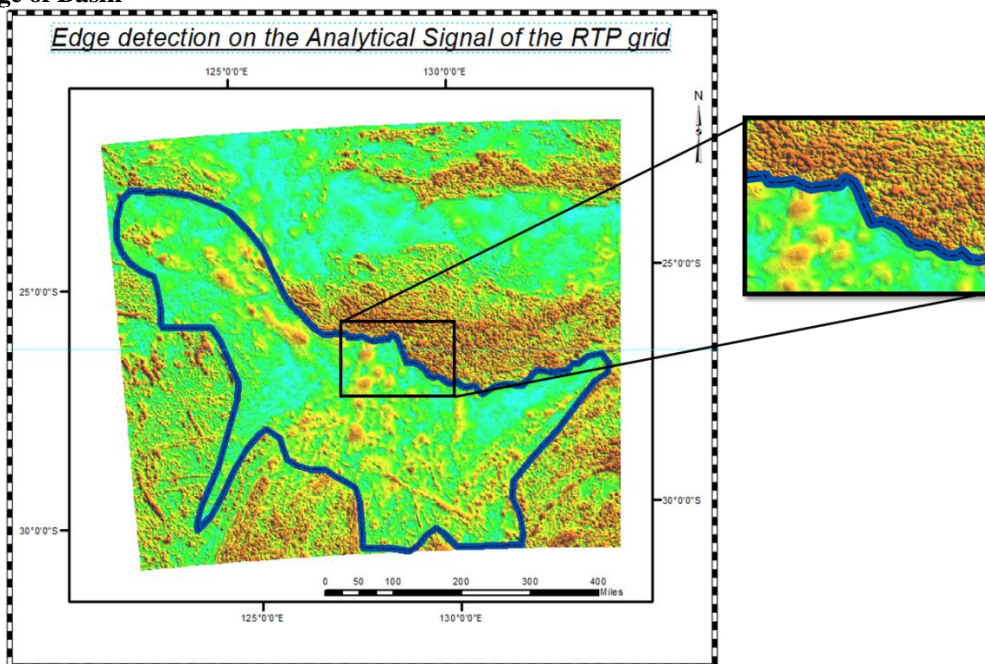 Edge detection on the Analytical Signal of the RTP grid
125°0'0"E 130°0'0"E
N
25°0'0"S
25°0'0"S
30°0'0"S
30°0'0"S
0 50 100 200 300 400
Miles
125°0'0"E 130°0'0"E